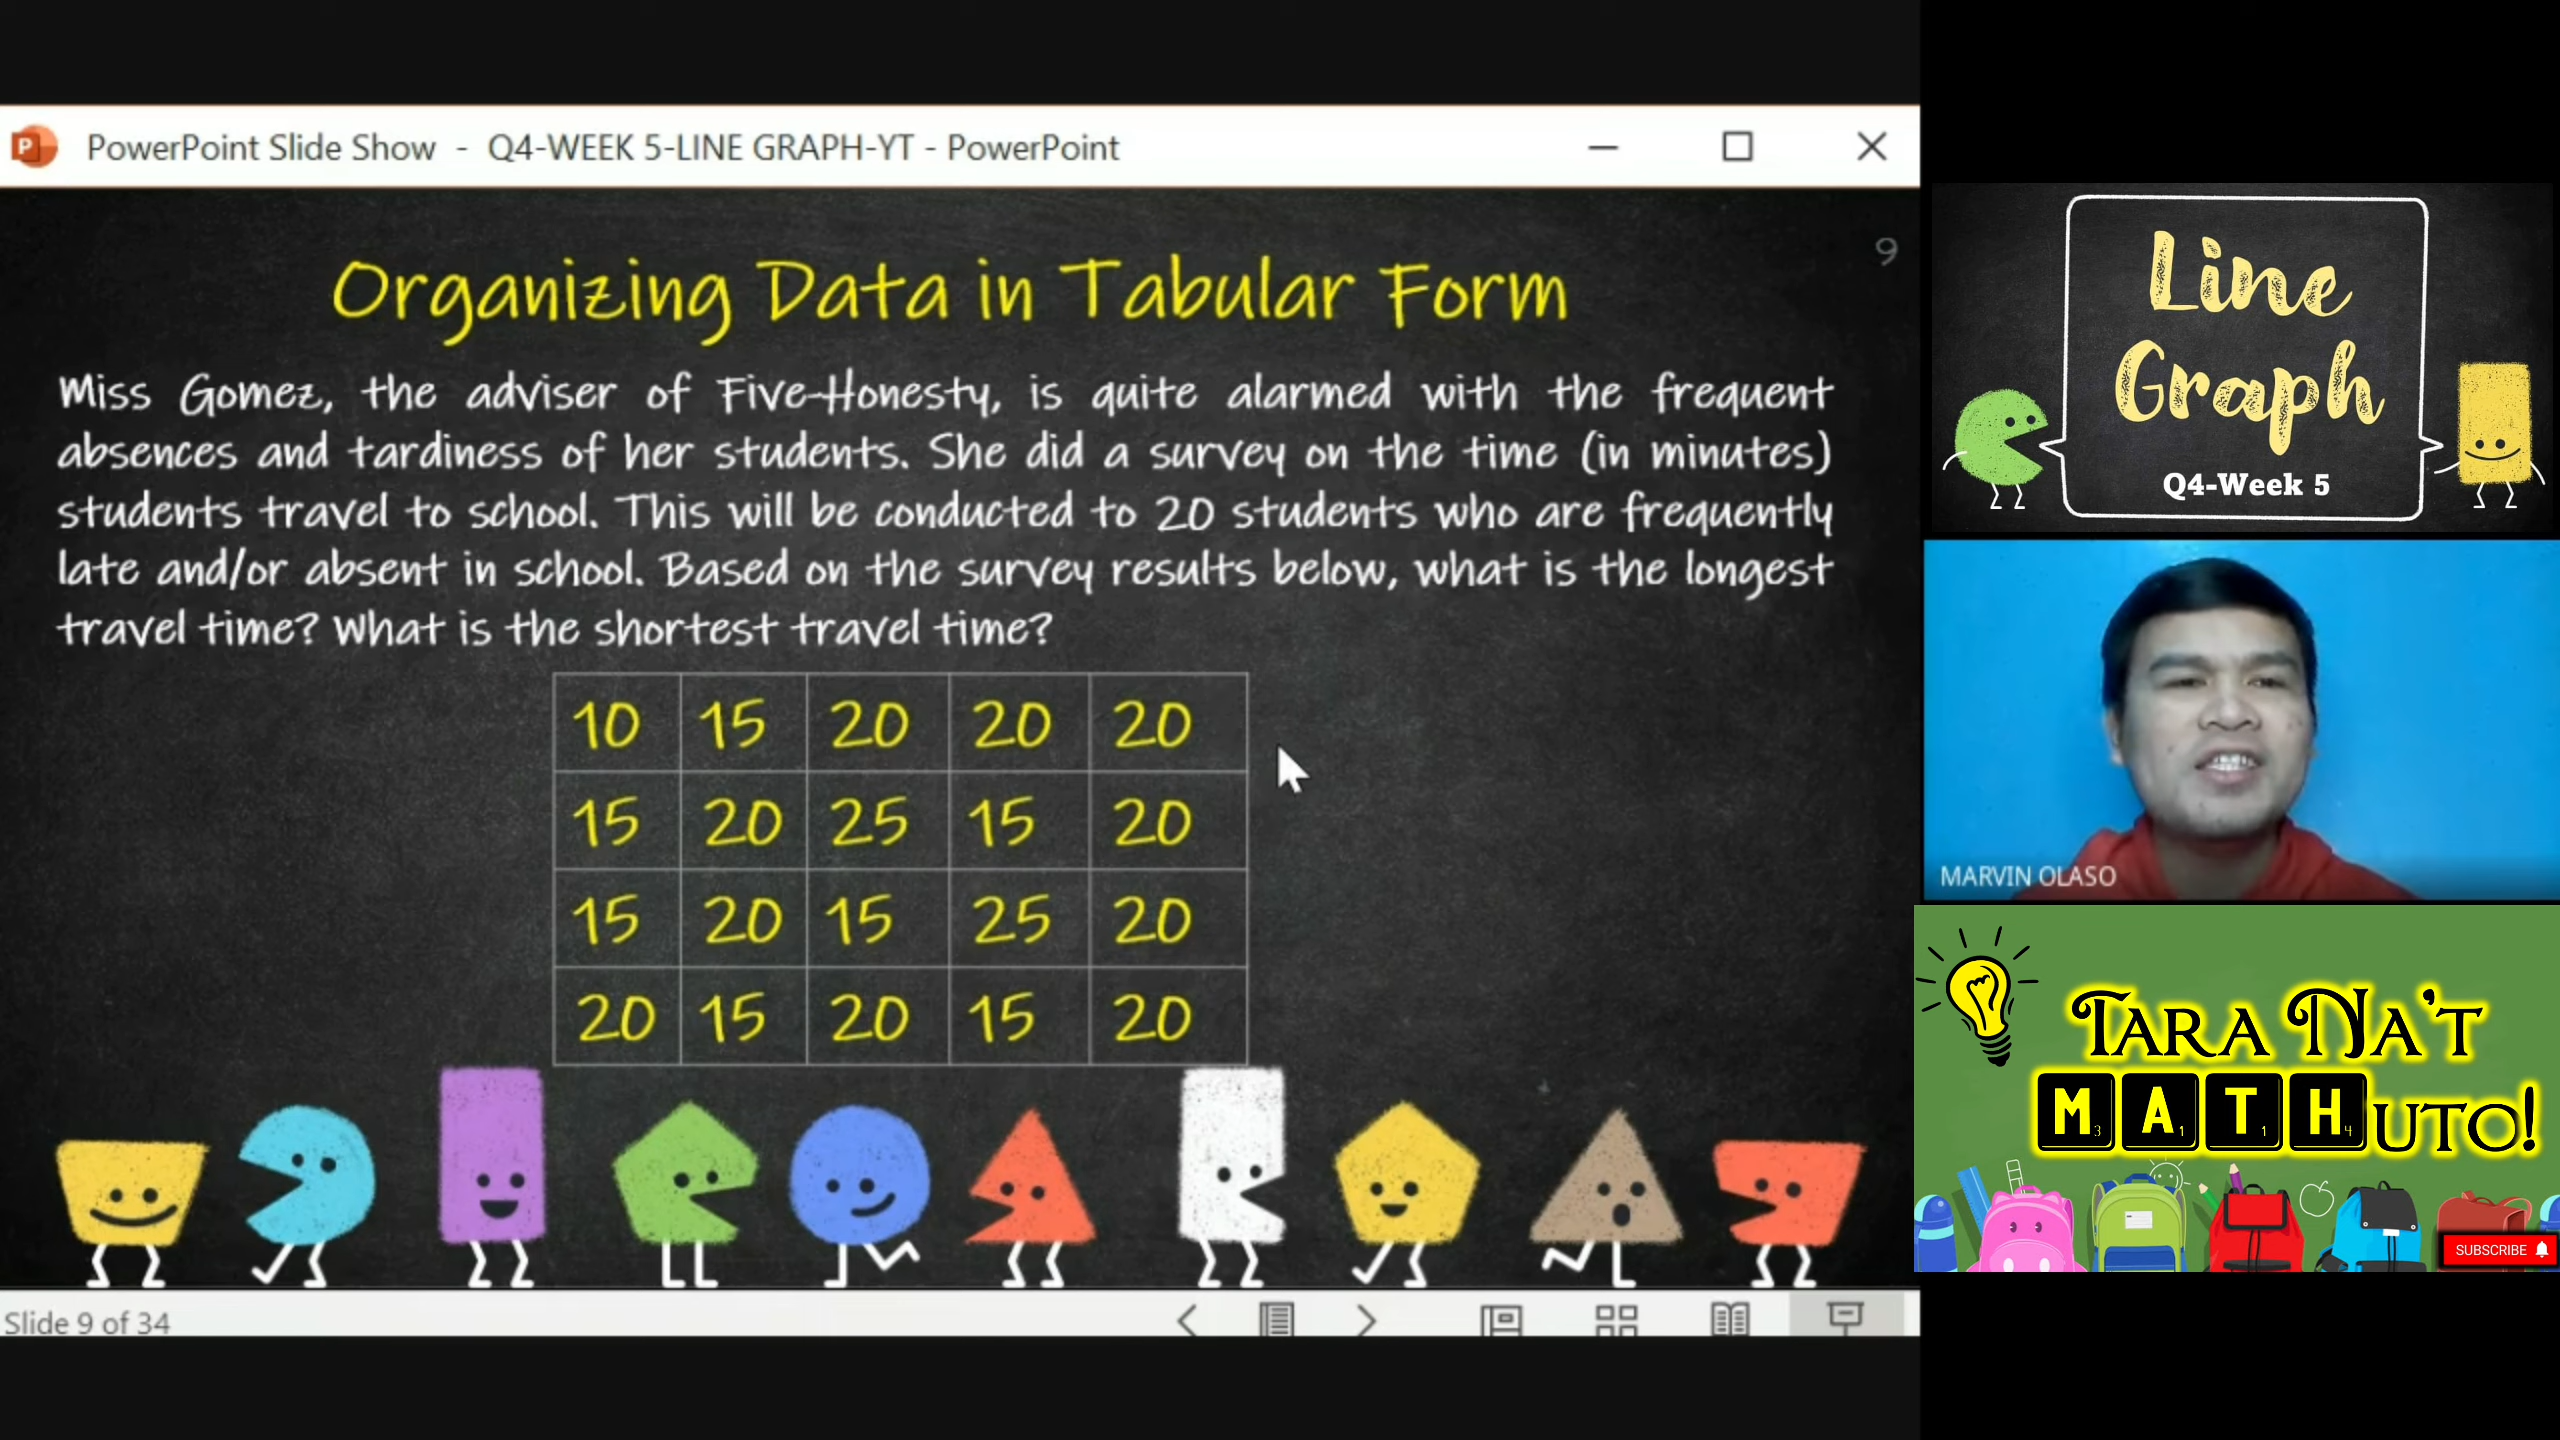 PowerPoint Slide Show - Q4-WEEK 5-LINE GRAPH-YT - PowerPoint
9
Organizing Data in Tabular Form
Miss Gomez, the adviser of Five-Honesty, is quite alarmed with the frequent
absences and tardiness of her students. She did a survey on the time (in minutes)
students travel to school. This will be conducted to 20 students who are frequently
late and/or absent in school. Based on the survey results below, what is the longest
travel time? What is the shortest travel time?
10 15 20 20 20
15 20 25 15 20
15 20 15 25 20
20 15 20 15 20
Slide 9 of 34
Line
Graph
Q4-Week 5
MARVIN OLASO
TARA NA'T
MATHUTO!
SUBSCRIBE